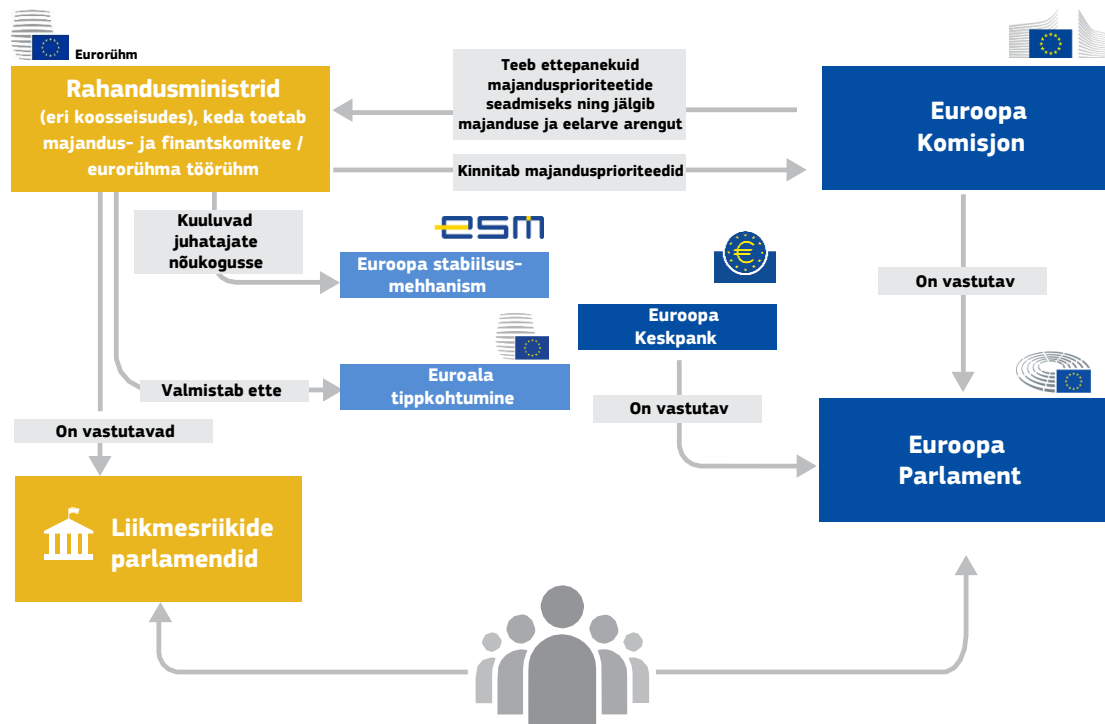 Eurorühm
Rahandusministrid
(eri koosseisudes), keda toetab
majandus- ja finantskomitee /
eurorühma töörühm
Teeb ettepanekuid
majandusprioriteetide
seadmiseks ning jälgib
majanduse ja eelarve arengut
Kinnitab majandusprioriteedid
Euroopa
Komisjon
Kuuluvad
juhatajate
nõukogusse
esm
Euroopa stabiilsus-
mehhanism
€
Euroopa
Keskpank
On vastutav
Valmistab ette
Euroala
tippkohtumine
On vastutav
On vastutavad
Euroopa
Parlament
Liikmesriikide
parlamendid